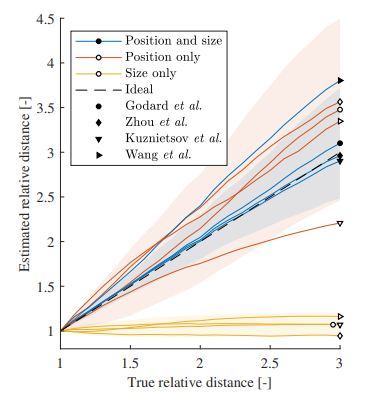 4.5
4
3.5
3
2.5
2
1.5
1
Estimated relative distance [-]
Position and size
Position only
Size only
Ideal
Godard et al.
Zhou et al.
Kuznietsov et al.
Wang et al.
1 1.5 2 2.5 3
True relative distance [-]